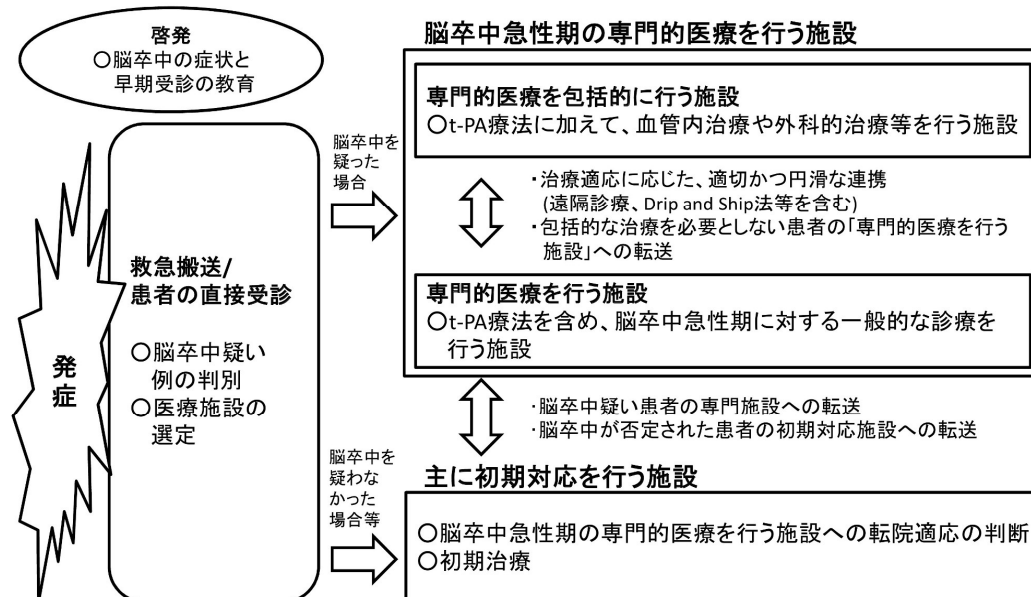 啓発
○脳卒中の症状と
早期受診の教育
発
症
救急搬送/
患者の直接受診
○脳卒中疑い
例の判別
○医療施設の
選定
脳卒中を
疑った
場合
脳卒中を
疑わな
かった
場合等
脳卒中急性期の専門的医療を行う施設
専門的医療を包括的に行う施設
○t-PA療法に加えて、血管内治療や外科的治療等を行う施設
・治療適応に応じた、適切かつ円滑な連携
(遠隔診療、Drip and Ship法等を含む)
・包括的な治療を必要としない患者の「専門的医療を行う
施設」への転送
専門的医療を行う施設
○t-PA療法を含め、脳卒中急性期に対する一般的な診療を
行う施設
・脳卒中疑い患者の専門施設への転送
・脳卒中が否定された患者の初期対応施設への転送
主に初期対応を行う施設
○脳卒中急性期の専門的医療を行う施設への転院適応の判断
○初期治療